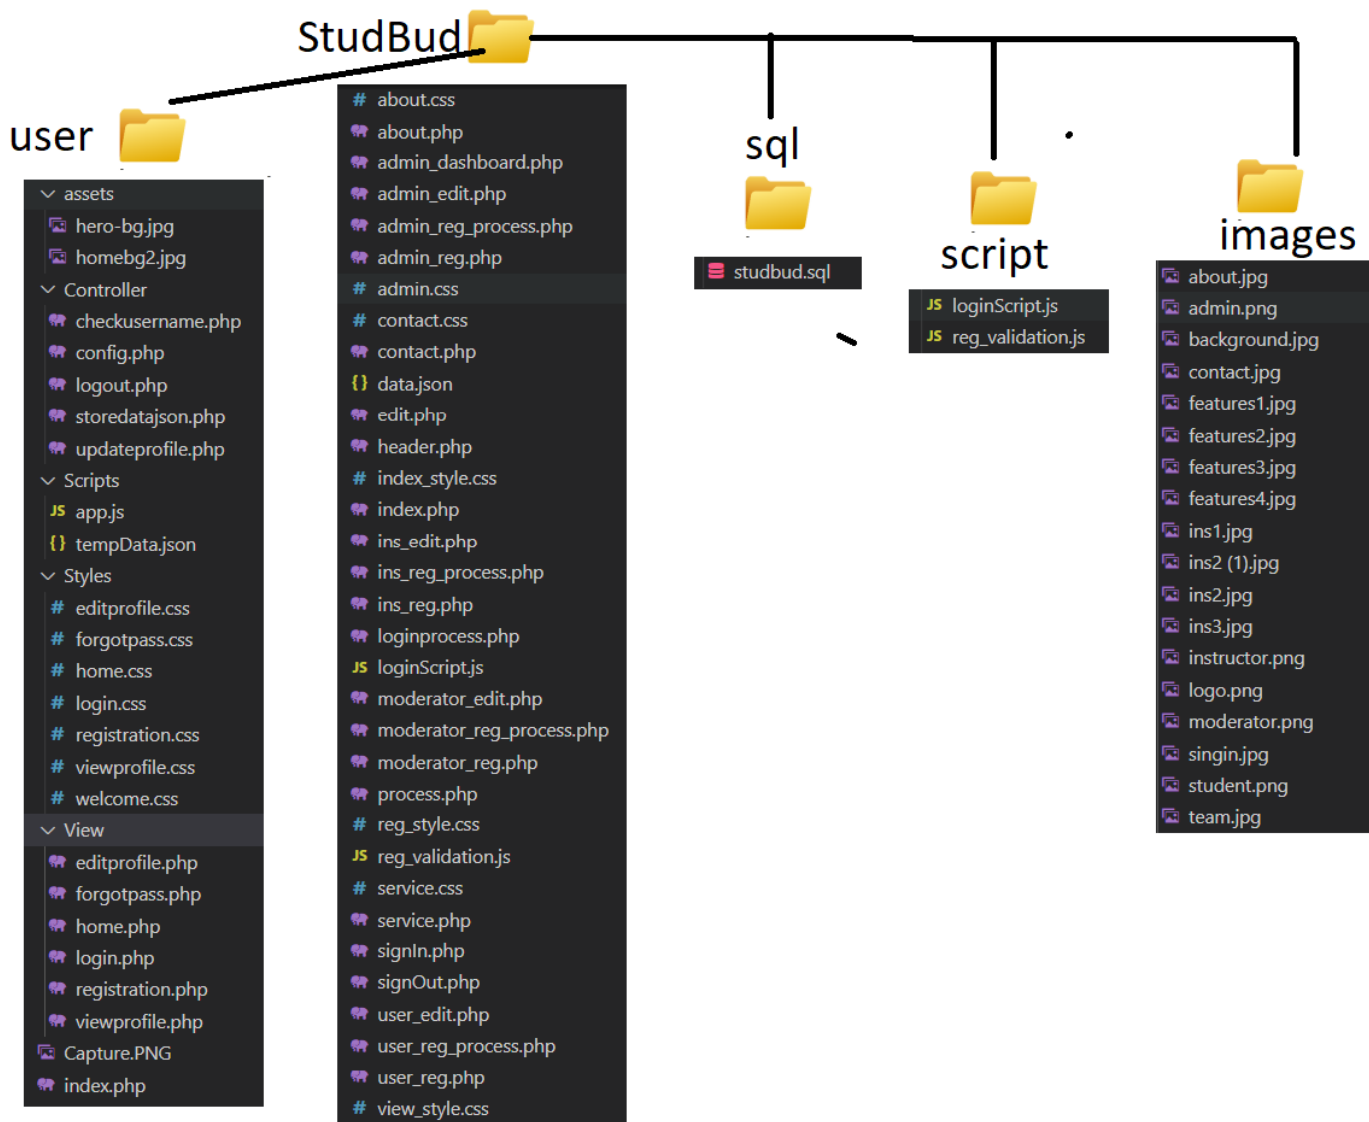 StudBud
user
assets
hero-bg.jpg
homebg2.jpg
Controller
checkusername.php
config.php
logout.php
storedatajson.php
updateprofile.php
Scripts
JS app.js
{} tempData.json
Styles
# editprofile.css
# forgotpass.css
# home.css
# login.css
# registration.css
# viewprofile.css
# welcome.css
View
editprofile.php
forgotpass.php
home.php
login.php
registration.php
viewprofile.php
Capture.PNG
index.php
# about.css
about.php
admin_dashboard.php
admin_edit.php
admin_reg_process.php
admin_reg.php
# admin.css
# contact.css
contact.php
{} data.json
edit.php
header.php
# index_style.css
index.php
ins_edit.php
ins_reg_process.php
ins_reg.php
loginprocess.php
JS loginScript.js
moderator_edit.php
moderator_reg_process.php
moderator_reg.php
process.php
# reg_style.css
JS reg_validation.js
# service.css
service.php
signIn.php
signOut.php
user_edit.php
user_reg_process.php
user_reg.php
# view_style.css
sql
studbud.sql
script
JS loginScript.js
JS reg_validation.js
images
about.jpg
admin.png
background.jpg
contact.jpg
features1.jpg
features2.jpg
features3.jpg
features4.jpg
ins1.jpg
ins2 (1).jpg
ins2.jpg
ins3.jpg
instructor.png
logo.png
moderator.png
singin.jpg
student.png
team.jpg